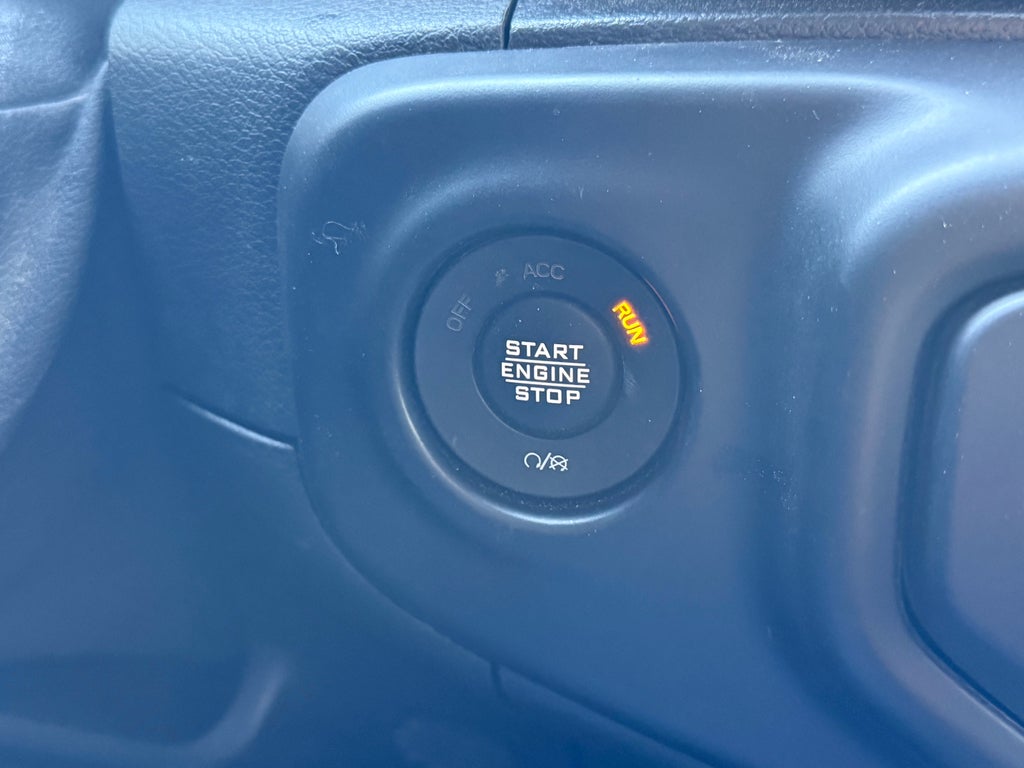 OFF
ACC
RUN
START
ENGINE
STOP